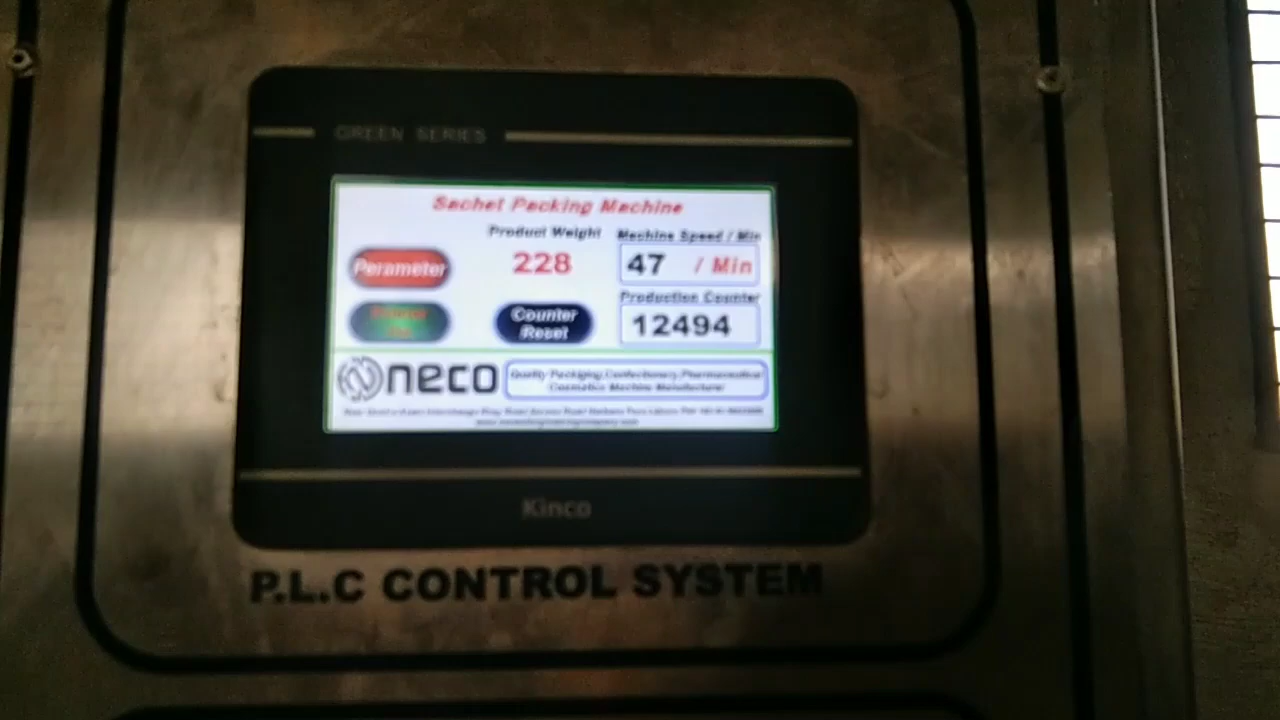 GREEN SERIES
Sachet Packing Machine
Product Weight
Machine Speed / Min
Perameter
228
47 / Min
Production Counter
Counter
Reset
12494
neco
Quality Packging,Confectionery,Pharmaceutical
Cosmetics Machine Manufacturer
Kinco
P.L.C CONTROL SYSTEM